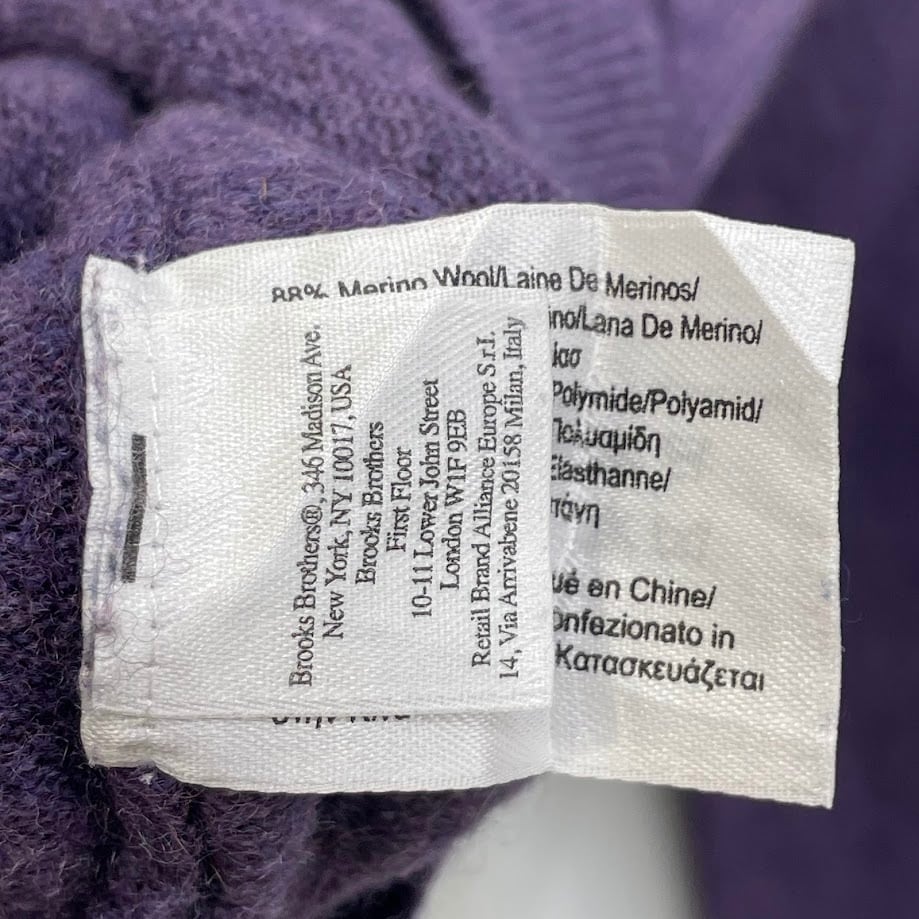 88% Merino Wool/Laine De Merinos/
ino/Lana De Merino/
Polymide/Polyamid/
Πολυαμίδη
Elasthanne/
τάνη
ué en Chine/
onfezionato in
Κατασκευάζεται
Brooks Brothers®, 346 Madison Ave.
New York, NY 10017, USA
Brooks Brothers
First Floor
10-11 Lower John Street
London W1F 9EB
Retail Brand Alliance Europe S.r.l.
14, Via Arrivabene 20158 Milan, Italy